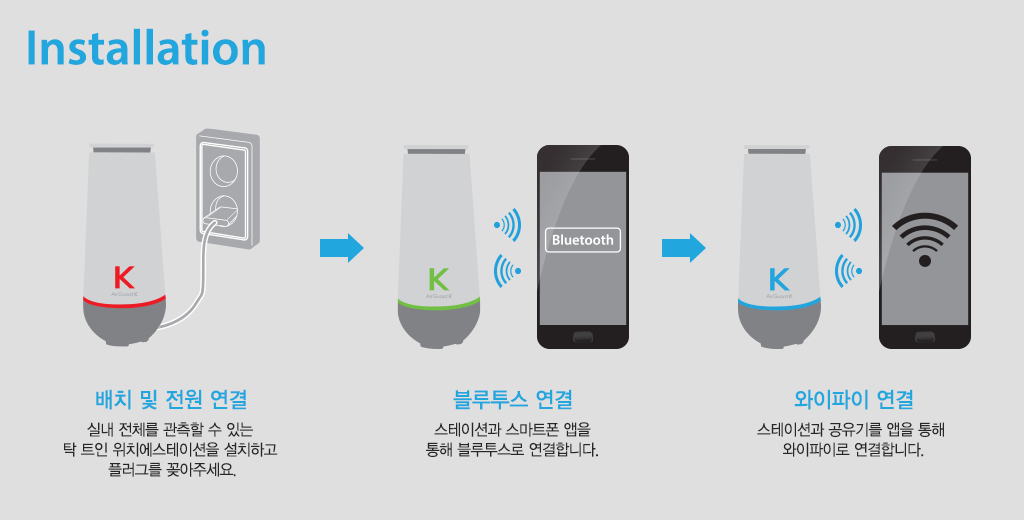 Installation
K
AirGuard K
K
AirGuard K
Bluetooth
K
AirGuard K
배치 및 전원 연결
실내 전체를 관측할 수 있는
탁 트인 위치에스테이션을 설치하고
플러그를 꽂아주세요.
블루투스 연결
스테이션과 스마트폰 앱을
통해 블루투스로 연결합니다.
와이파이 연결
스테이션과 공유기를 앱을 통해
와이파이로 연결합니다.